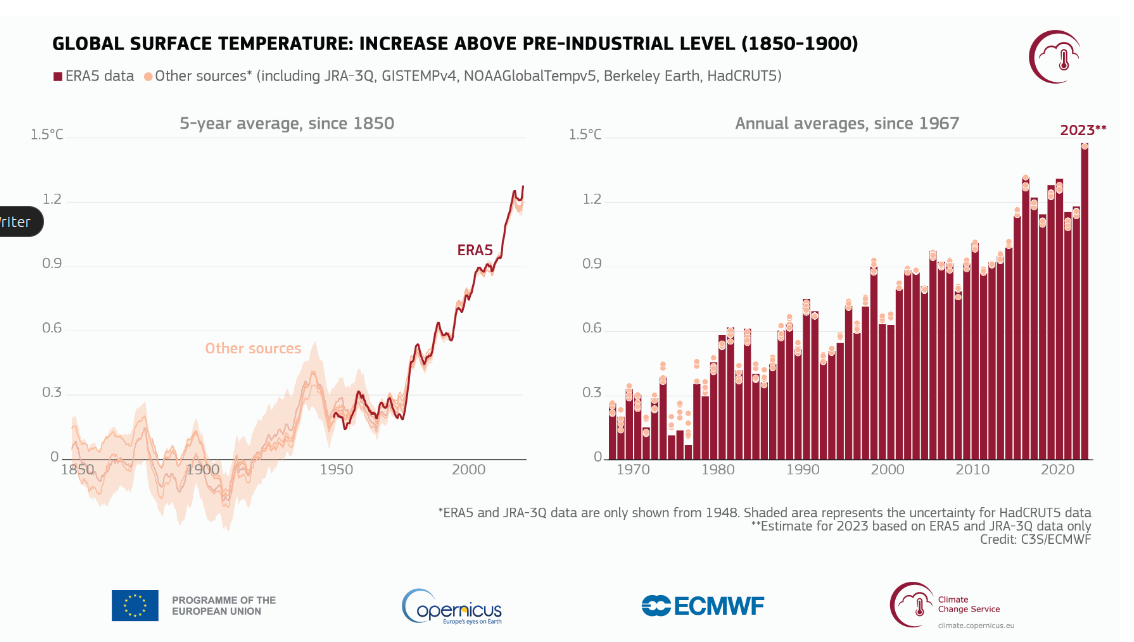 GLOBAL SURFACE TEMPERATURE: INCREASE ABOVE PRE-INDUSTRIAL LEVEL (1850-1900)
ERA5 data Other sources* (including JRA-3Q, GISTEMPv4, NOAAGlobalTempv5, Berkeley Earth, HadCRUT5)
5-year average, since 1850
1.5°C
1.2
0.9
0.6
0.3
0
ERA5
Other sources
1850 1900 1950 2000
Annual averages, since 1967
2023**
1.5°C
1.2
0.9
0.6
0.3
0
1970 1980 1990 2000 2010 2020
*ERA5 and JRA-3Q data are only shown from 1948. Shaded area represents the uncertainty for HadCRUT5 data
**Estimate for 2023 based on ERA5 and JRA-3Q data only
Credit: C3S/ECMWF
PROGRAMME OF THE
EUROPEAN UNION
opernicus
Europe's eyes on Earth
ECMWF
Climate
Change Service
climate.copernicus.eu